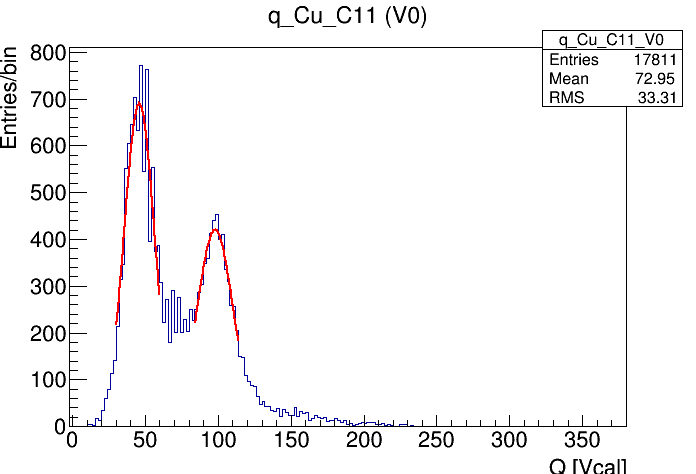 q_Cu_C11 (V0)
q_Cu_C11_V0
Entries 17811
Mean 72.95
RMS 33.31
Entries/bin
800
700
600
500
400
300
200
100
0
0 50 100 150 200 250 300 350
Q [Vcal]